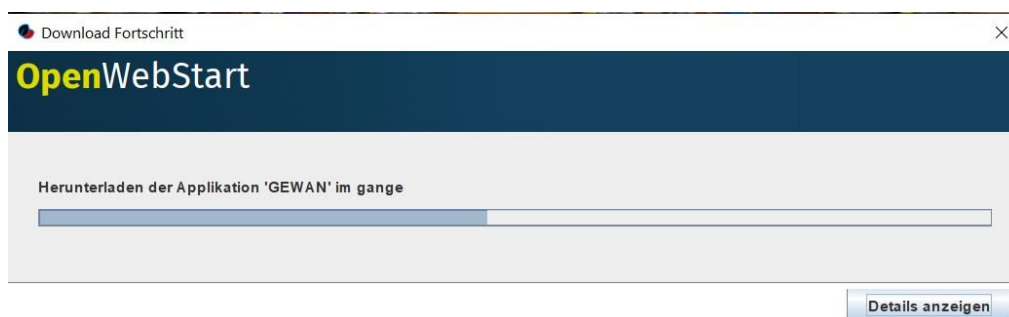 Download Fortschritt
OpenWebStart
Herunterladen der Applikation 'GEWAN' im gange
Details anzeigen